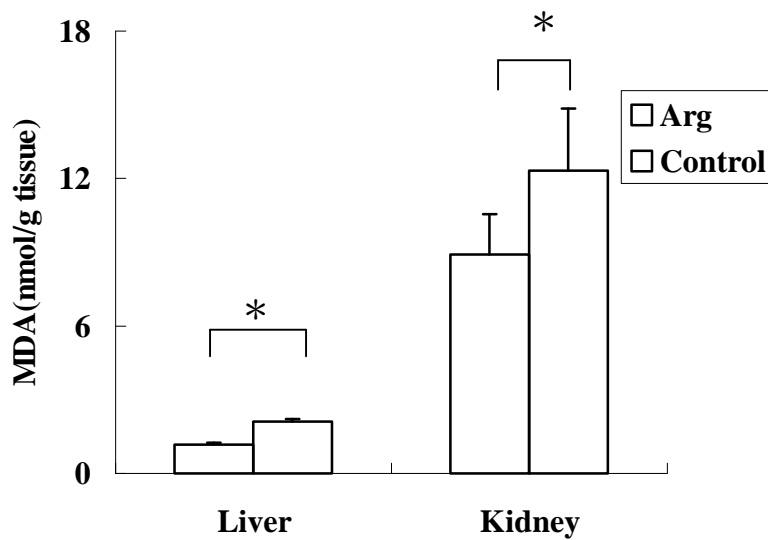 18
12
6
0
MDA(nmol/g tissue)
*
*
Arg
Control
Liver
Kidney